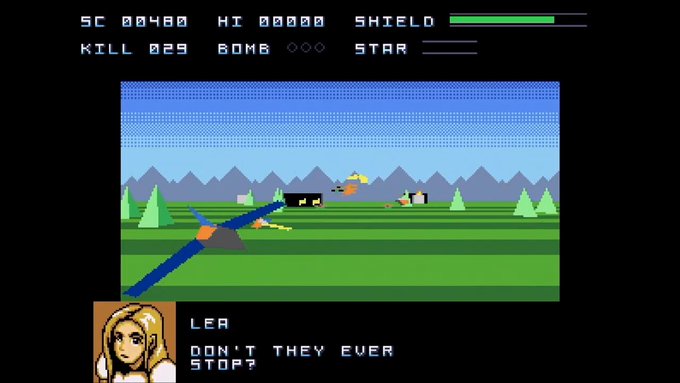 SC 00480 HI 00000 SHIELD
KILL 029 BOMB STAR
LEA
DON'T THEY EVER
STOP?